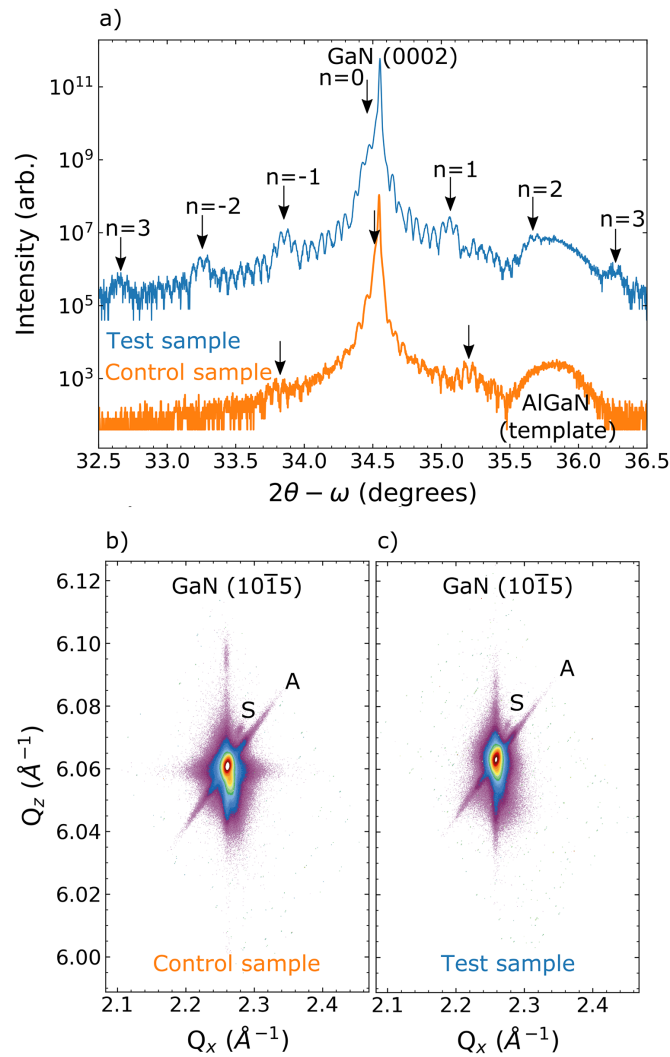 a)
GaN (0002)
n=0
10¹¹
10⁹
n=-1
n=1
n=2
n=-2
n=3
n=3
10⁷
10⁵
10³
Intensity (arb.)
Test sample
Control sample
AlGaN
(template)
32.5 33.0 33.5 34.0 34.5 35.0 35.5 36.0 36.5
2θ − ω (degrees)
b)
c)
GaN (101̅5)
GaN (101̅5)
6.12
6.10
6.08
6.06
6.04
6.02
6.00
Q_z (Å⁻¹)
A
S
A
S
Control sample
Test sample
2.1 2.2 2.3 2.4
2.1 2.2 2.3 2.4
Q_x (Å⁻¹)
Q_x (Å⁻¹)